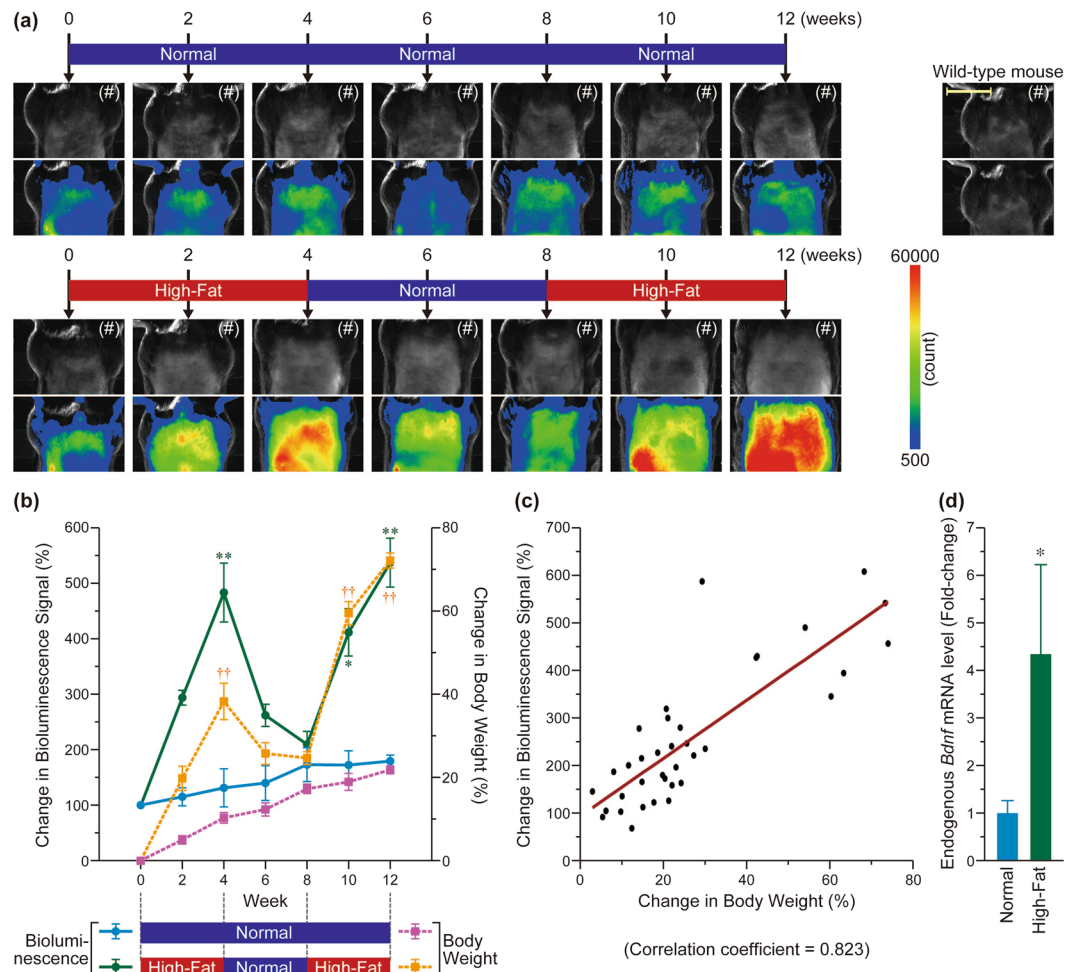 (a)
0 2 4 6 8 10 12 (weeks)
Normal Normal Normal
(#) (#) (#) (#) (#) (#) (#)
Wild-type mouse
(#)
0 2 4 6 8 10 12 (weeks)
High-Fat Normal High-Fat
(#) (#) (#) (#) (#) (#) (#)
60000
(count)
500
(b)
Change in Bioluminescence Signal (%)
600
500
400
300
200
100
0
80
60
40
20
0
Change in Body Weight (%)
**
††
††
*
**
††
0 2 4 6 8 10 12
Week
Biolumi-
nescence
Normal
High-Fat Normal High-Fat
Body
Weight
(c)
Change in Bioluminescence Signal (%)
700
600
500
400
300
200
100
0
0 20 40 60 80
Change in Body Weight (%)
(Correlation coefficient = 0.823)
(d)
Endogenous Bdnf mRNA level (Fold-change)
7
6
5
4
3
2
1
0
*
Normal
High-Fat